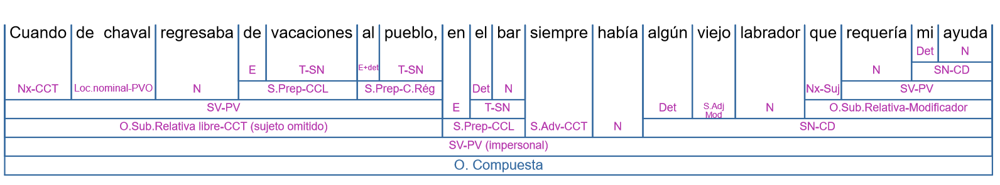 Cuando de chaval regresaba de vacaciones al pueblo, en el bar siempre había algún viejo labrador que requería mi ayuda
Det N
E T-SN E+det T-SN N SN-CD
Nx-CCT Loc.nominal-PVO N S.Prep-CCL S.Prep-C.Rég Det N Nx-Suj SV-PV
SV-PV E T-SN Det S.Adj Mod N O.Sub.Relativa-Modificador
O.Sub.Relativa libre-CCT (sujeto omitido) S.Prep-CCL S.Adv-CCT N SN-CD
SV-PV (impersonal)
O. Compuesta